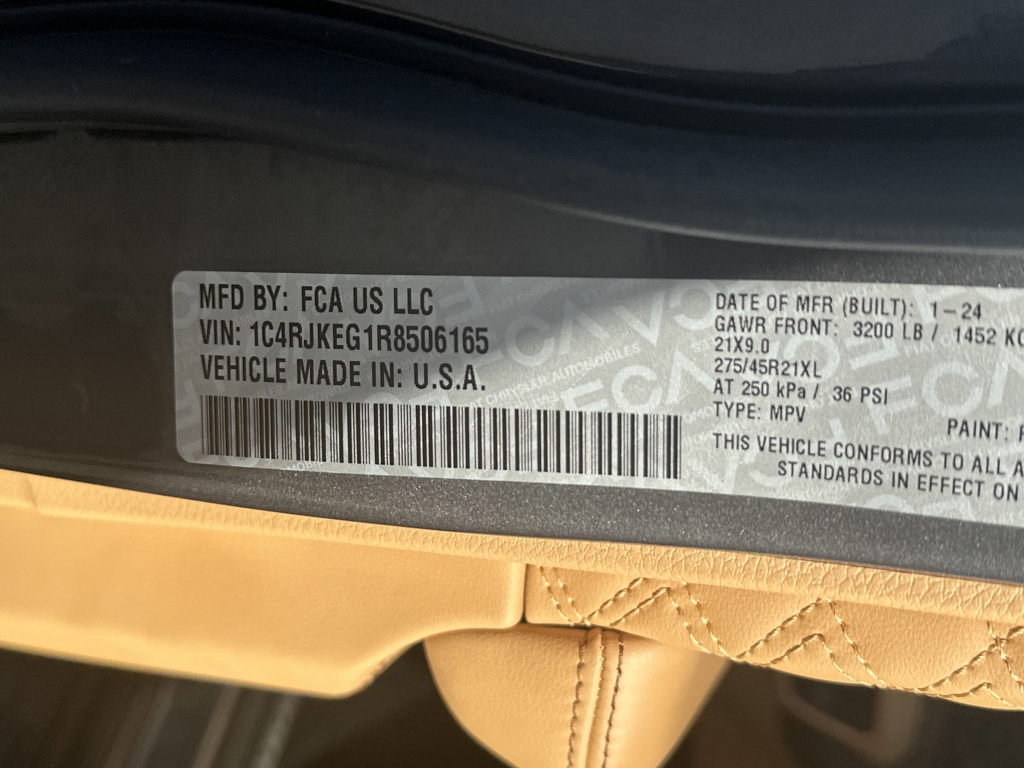 MFD BY: FCA US LLC
VIN: 1C4RJKEG1R8506165
VEHICLE MADE IN: U.S.A.
DATE OF MFR (BUILT): 1-24
GAWR FRONT: 3200 LB / 1452 KG
21X9.0
275/45R21XL
AT 250 kPa / 36 PSI
TYPE: MPV
PAINT:
THIS VEHICLE CONFORMS TO ALL A
STANDARDS IN EFFECT ON